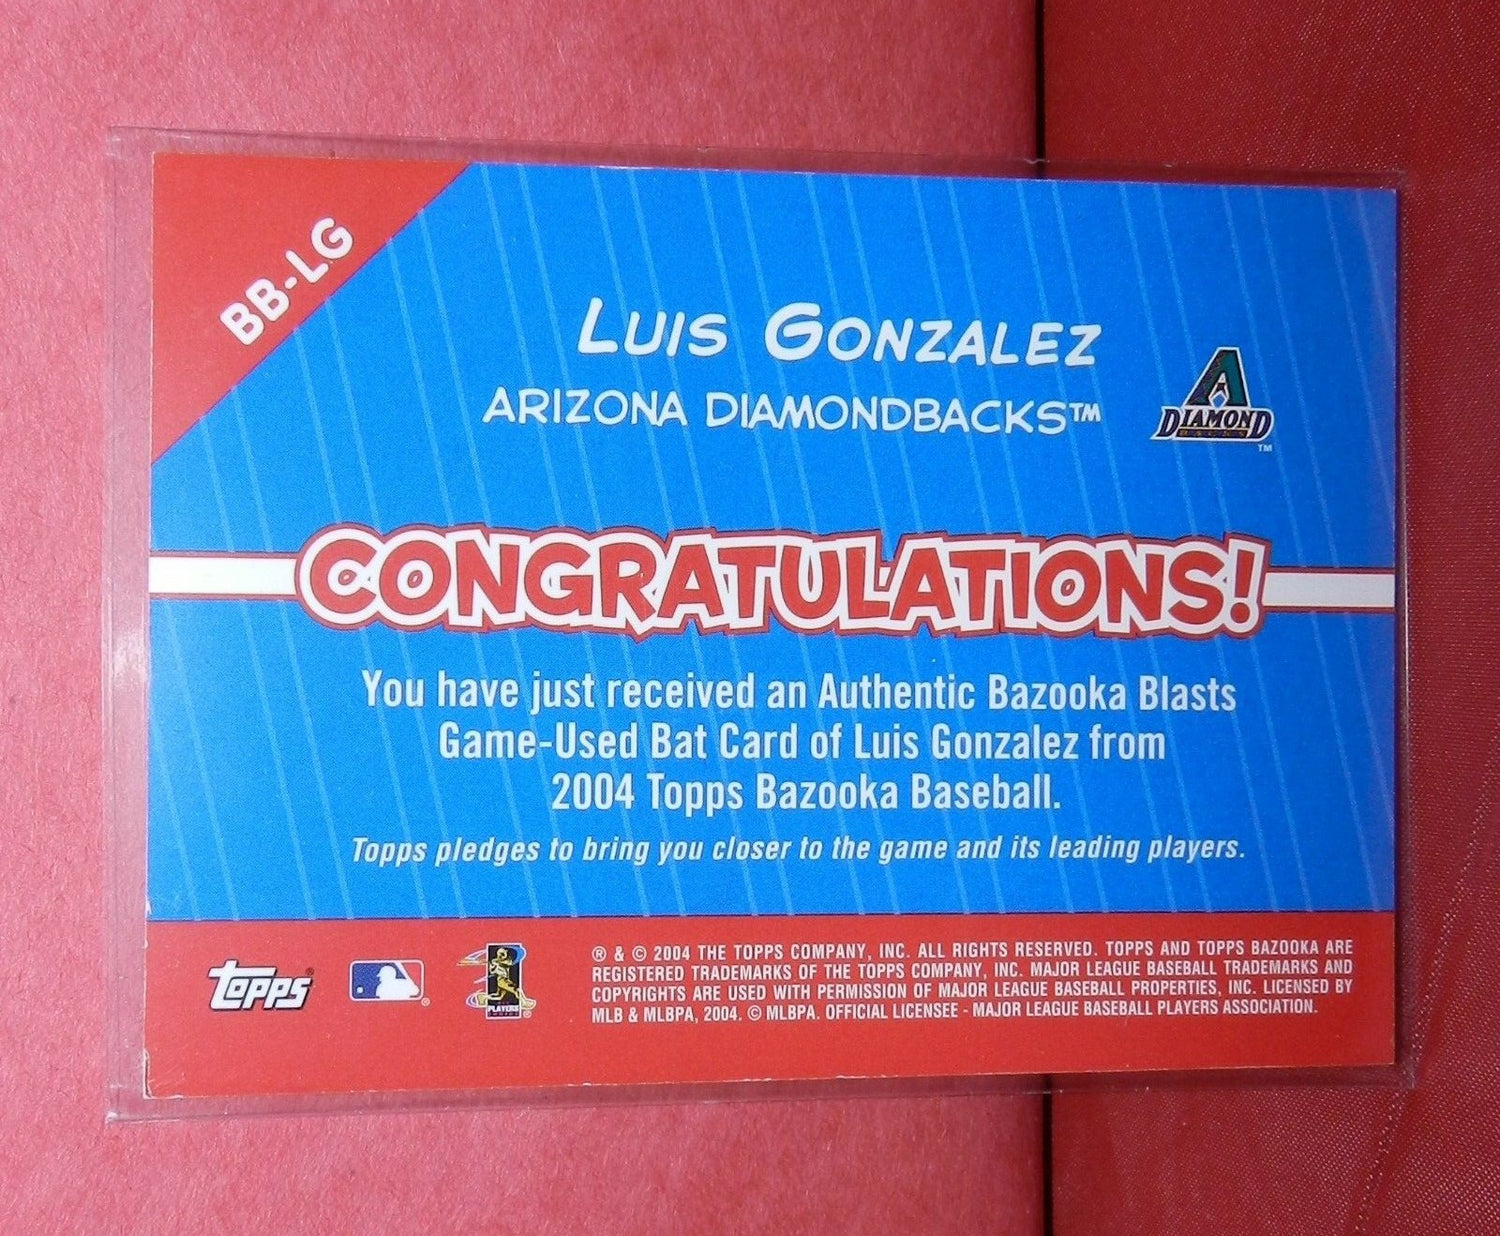 BB-LG
LUIS GONZALEZ
ARIZONA DIAMONDBACKS™
A
DIAMOND
BACKS
™
CONGRATULATIONS!
You have just received an Authentic Bazooka Blasts
Game-Used Bat Card of Luis Gonzalez from
2004 Topps Bazooka Baseball.
Topps pledges to bring you closer to the game and its leading players.
topps®
®
PLAYERS
®
® & © 2004 THE TOPPS COMPANY, INC. ALL RIGHTS RESERVED. TOPPS AND TOPPS BAZOOKA ARE
REGISTERED TRADEMARKS OF THE TOPPS COMPANY, INC. MAJOR LEAGUE BASEBALL TRADEMARKS AND
COPYRIGHTS ARE USED WITH PERMISSION OF MAJOR LEAGUE BASEBALL PROPERTIES, INC. LICENSED BY
MLB & MLBPA, 2004. © MLBPA. OFFICIAL LICENSEE - MAJOR LEAGUE BASEBALL PLAYERS ASSOCIATION.